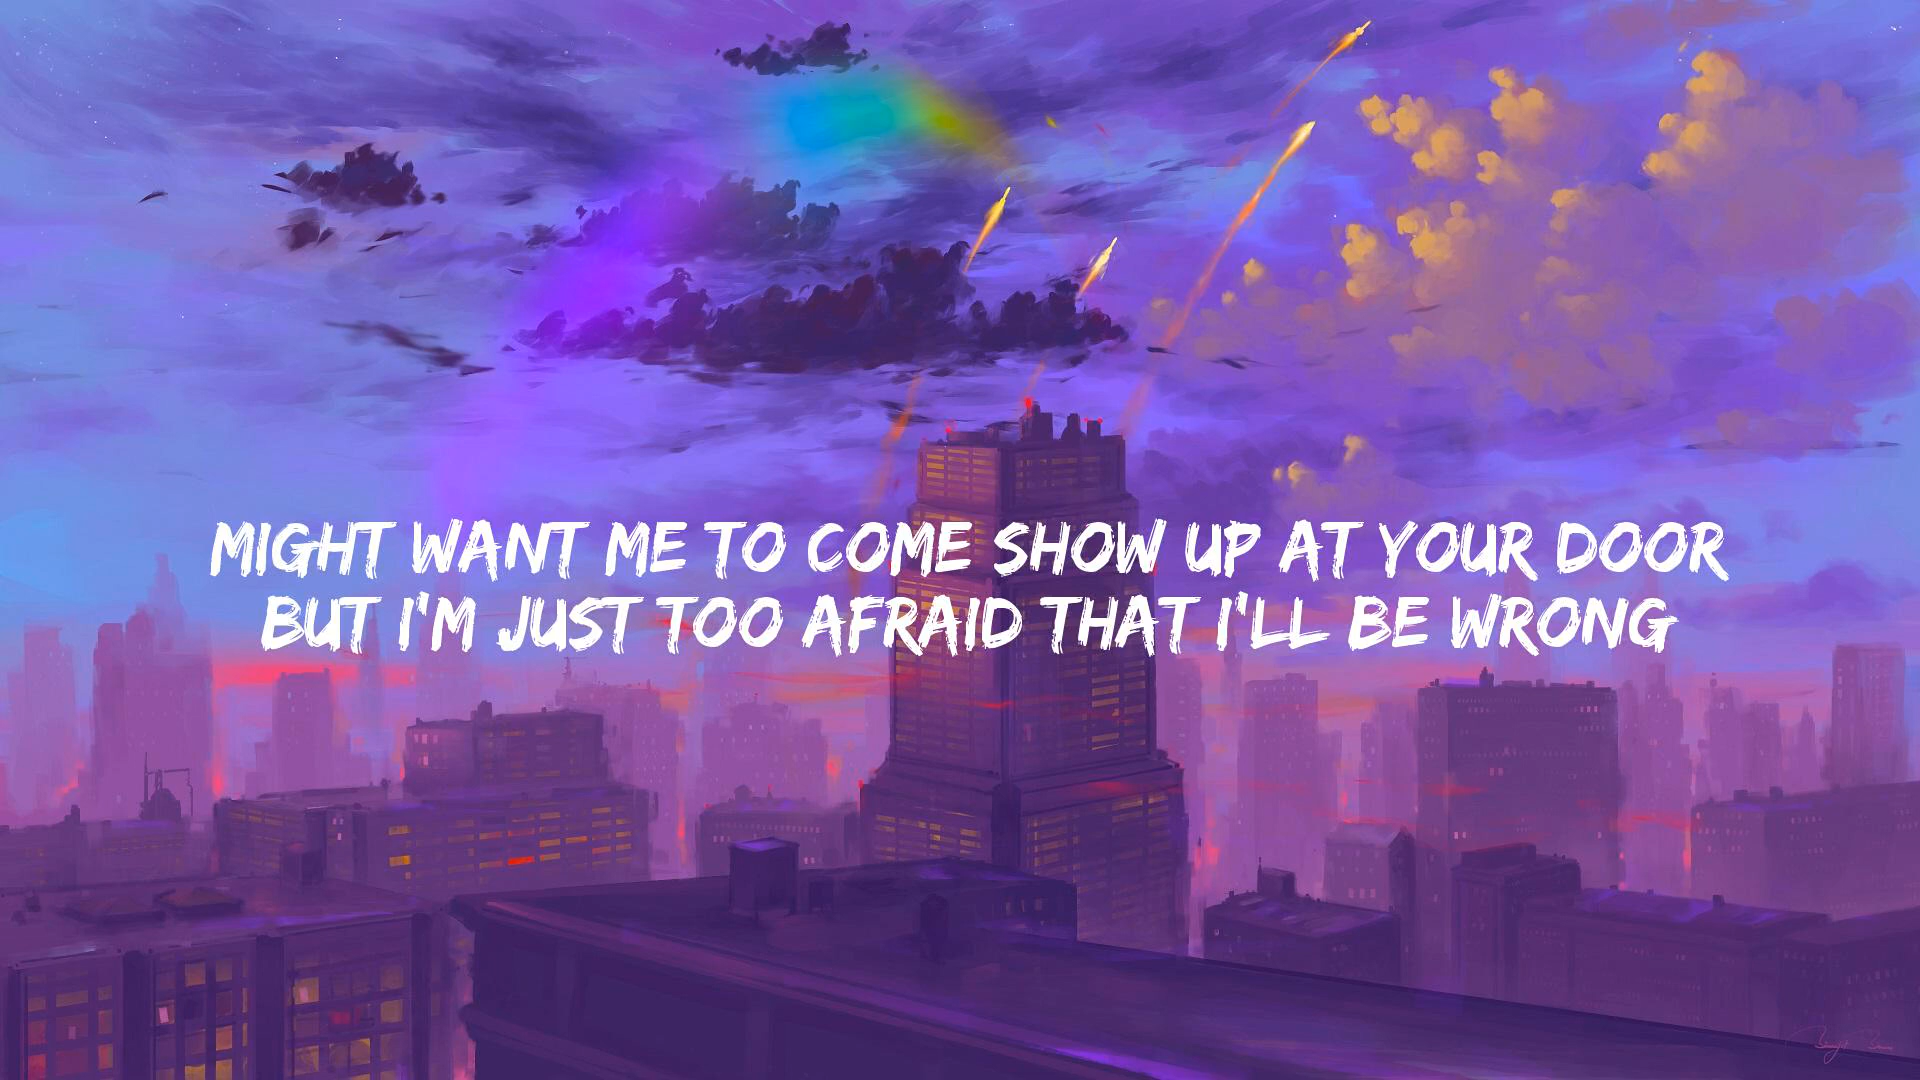 MIGHT WANT ME TO COME SHOW UP AT YOUR DOOR
BUT I'M JUST TOO AFRAID THAT I'LL BE WRONG